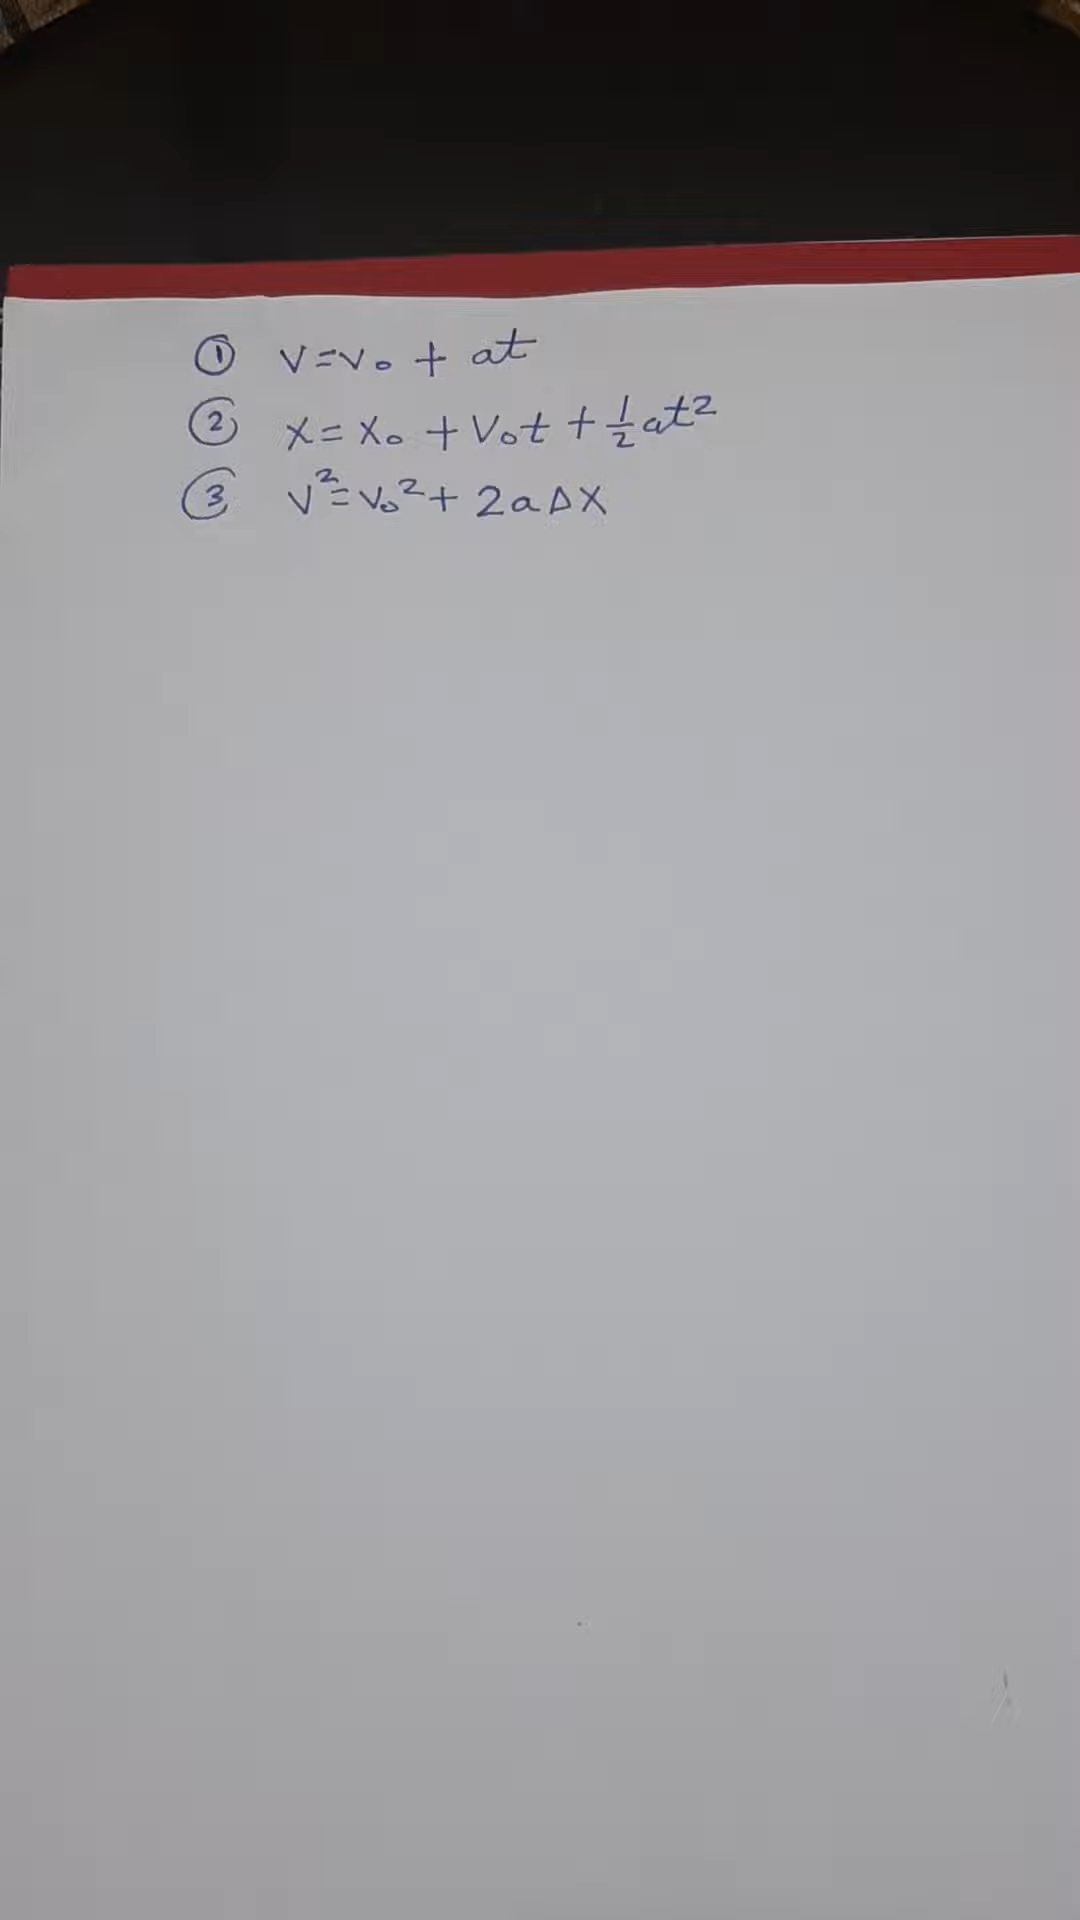 ① v = v₀ + at
② x = x₀ + v₀t + ½at²
③ v² = v₀² + 2aΔx